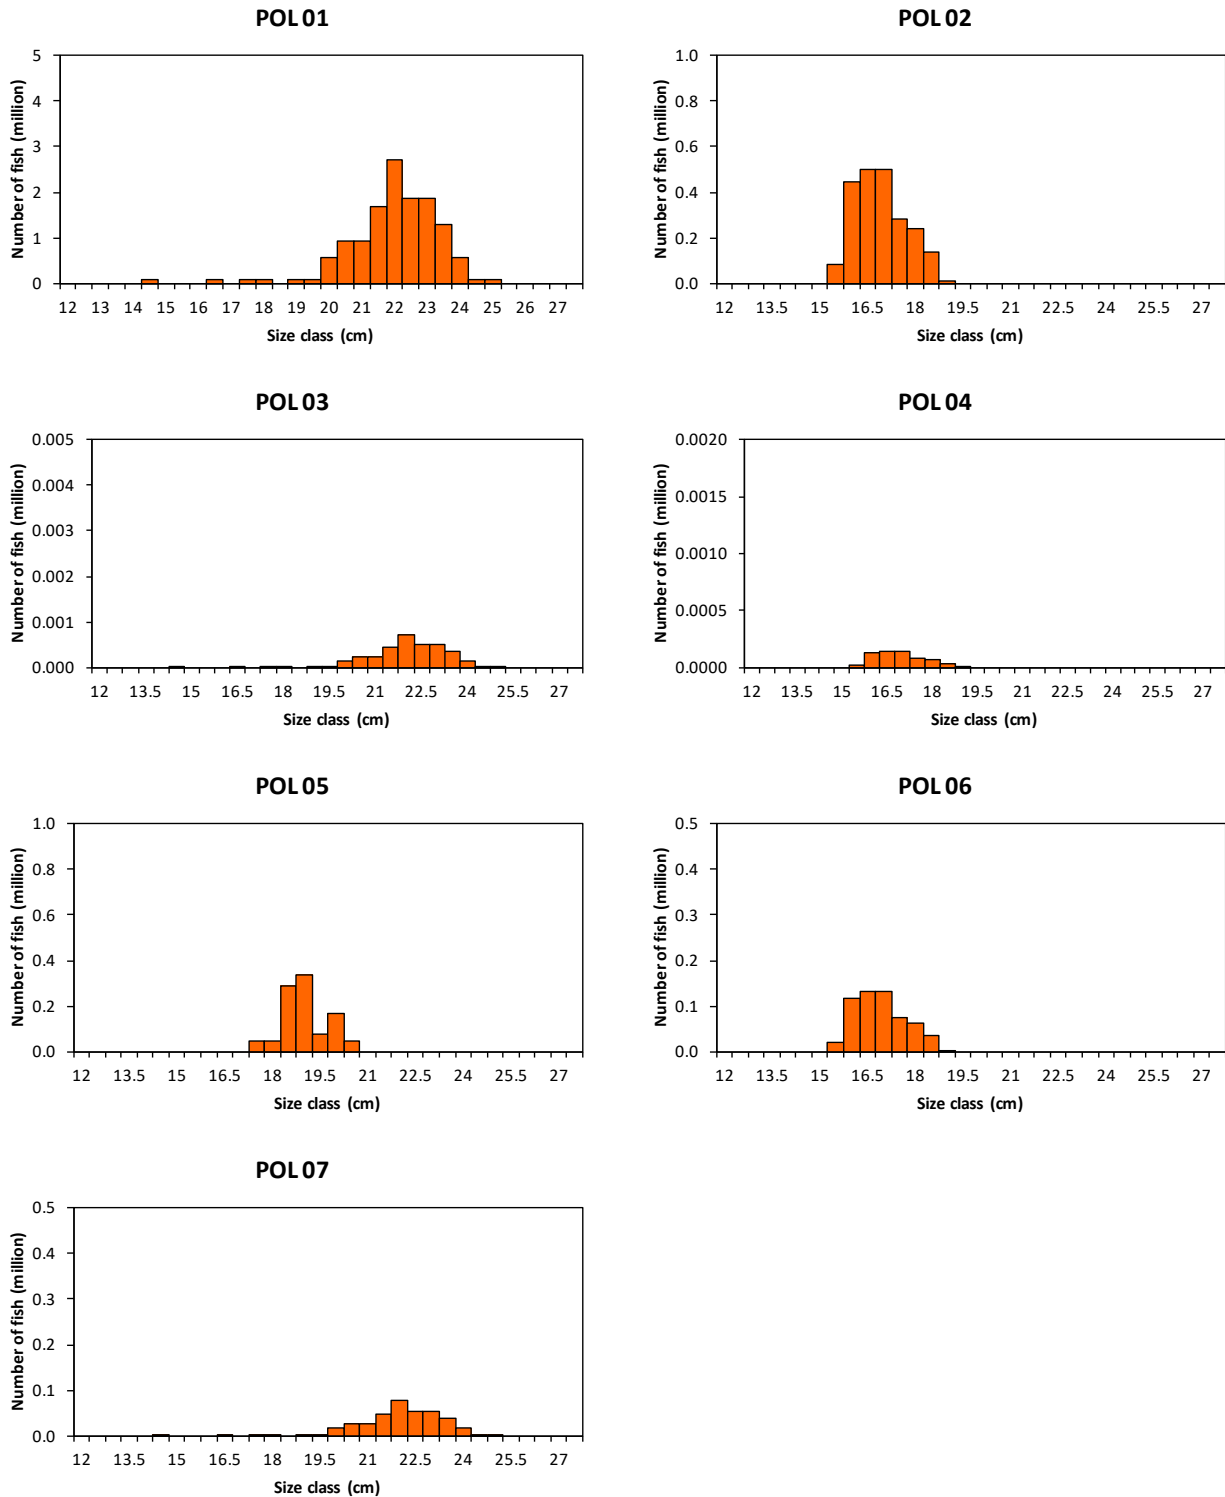 POL 01
Number of fish (million)
5
4
3
2
1
0
12 13 14 15 16 17 18 19 20 21 22 23 24 25 26 27
Size class (cm)
POL 02
Number of fish (million)
1.0
0.8
0.6
0.4
0.2
0.0
12 13.5 15 16.5 18 19.5 21 22.5 24 25.5 27
Size class (cm)
POL 03
Number of fish (million)
0.005
0.004
0.003
0.002
0.001
0.000
12 13.5 15 16.5 18 19.5 21 22.5 24 25.5 27
Size class (cm)
POL 04
Number of fish (million)
0.0020
0.0015
0.0010
0.0005
0.0000
12 13.5 15 16.5 18 19.5 21 22.5 24 25.5 27
Size class (cm)
POL 05
Number of fish (million)
1.0
0.8
0.6
0.4
0.2
0.0
12 13.5 15 16.5 18 19.5 21 22.5 24 25.5 27
Size class (cm)
POL 06
Number of fish (million)
0.5
0.4
0.3
0.2
0.1
0.0
12 13.5 15 16.5 18 19.5 21 22.5 24 25.5 27
Size class (cm)
POL 07
Number of fish (million)
0.5
0.4
0.3
0.2
0.1
0.0
12 13.5 15 16.5 18 19.5 21 22.5 24 25.5 27
Size class (cm)